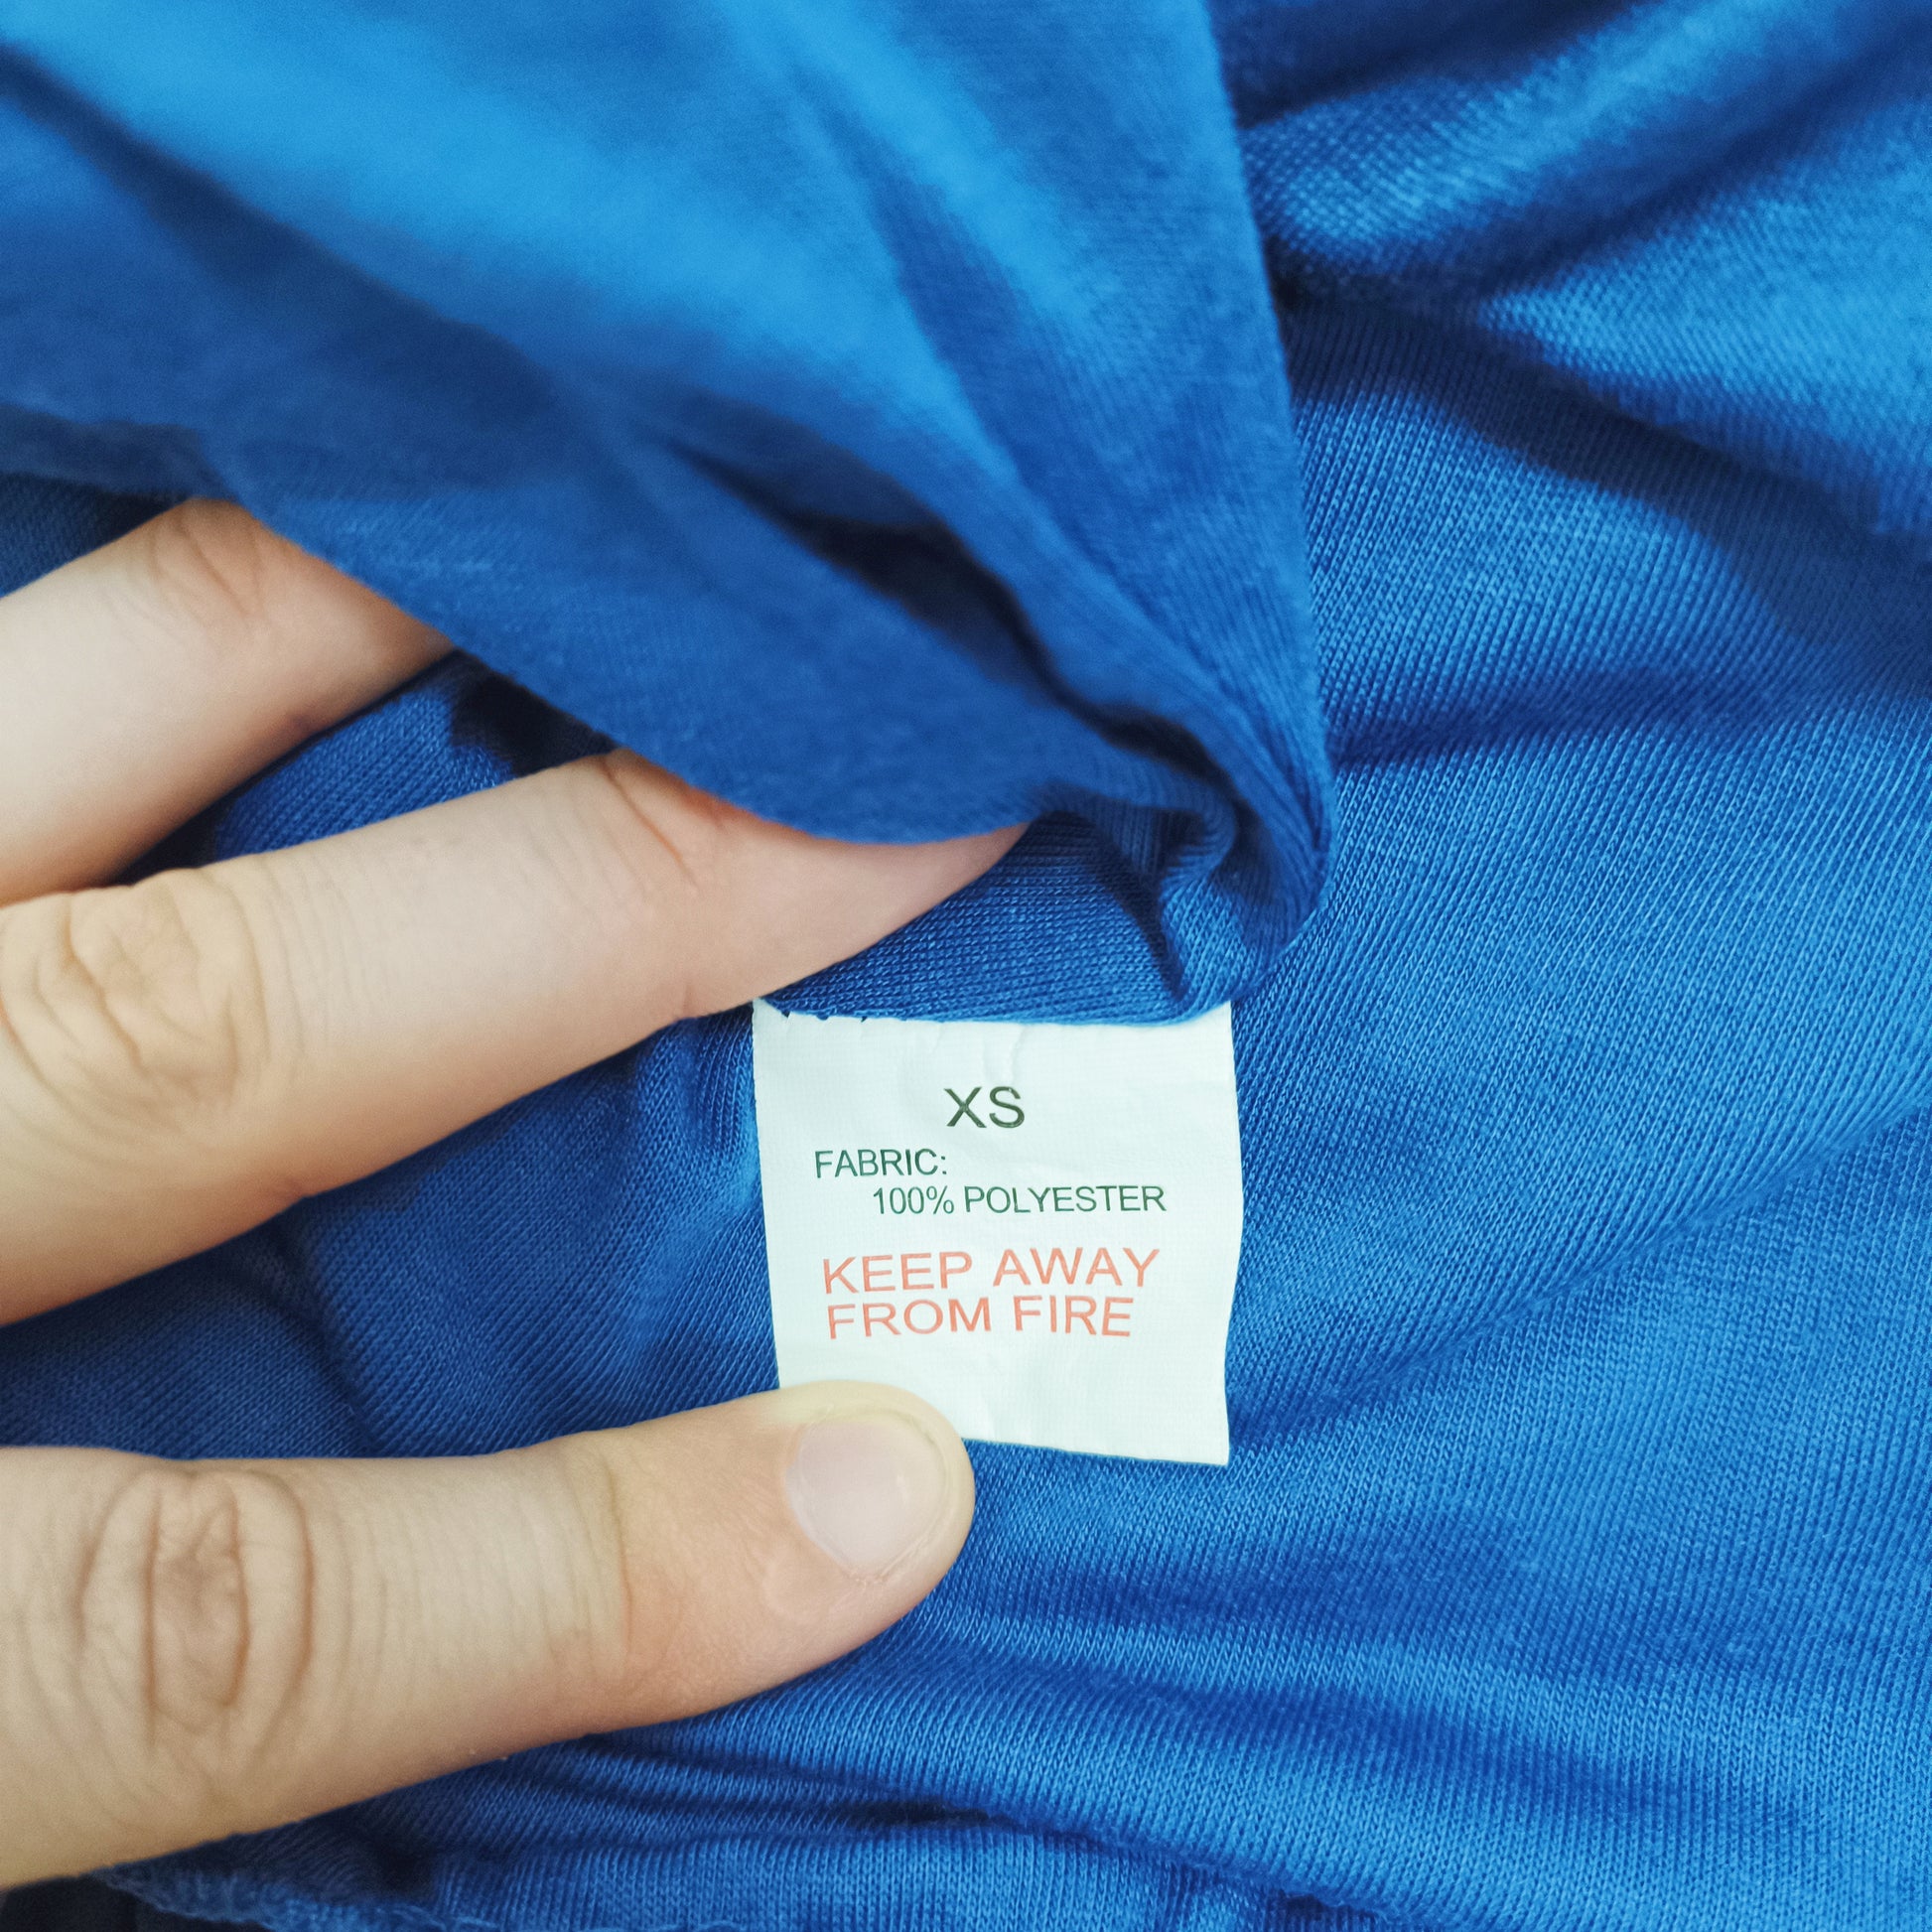 XS
FABRIC:
100% POLYESTER
KEEP AWAY
FROM FIRE